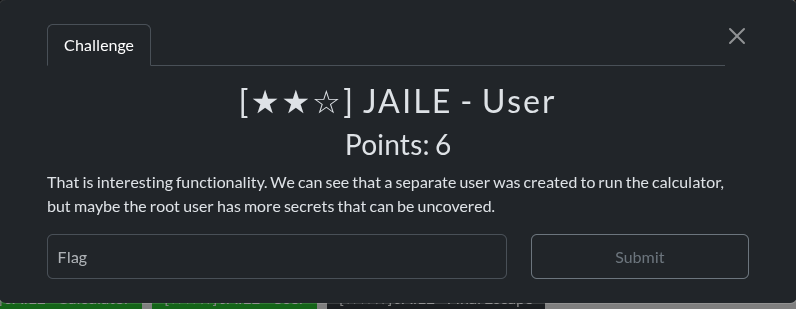 Challenge
[★★☆] JAILE - User
Points: 6
That is interesting functionality. We can see that a separate user was created to run the calculator,
but maybe the root user has more secrets that can be uncovered.
Flag Submit